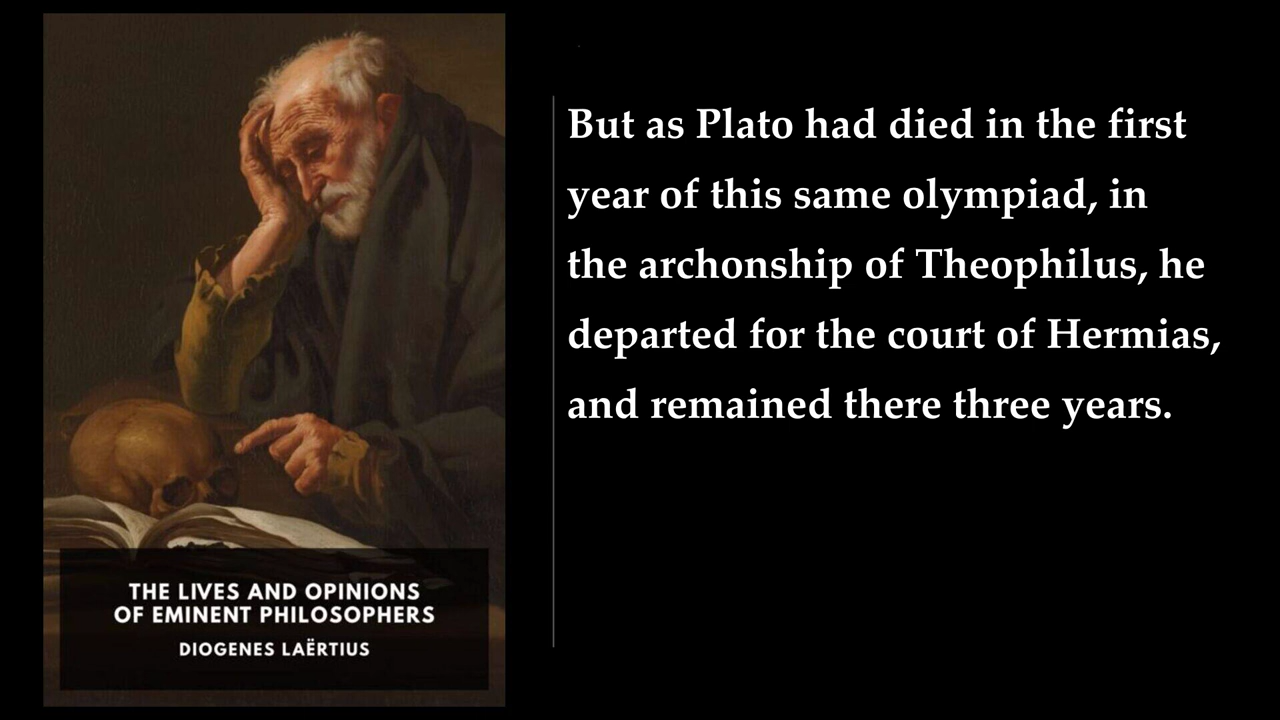 THE LIVES AND OPINIONS
OF EMINENT PHILOSOPHERS
DIOGENES LAËRTIUS
But as Plato had died in the first
year of this same olympiad, in
the archonship of Theophilus, he
departed for the court of Hermias,
and remained there three years.